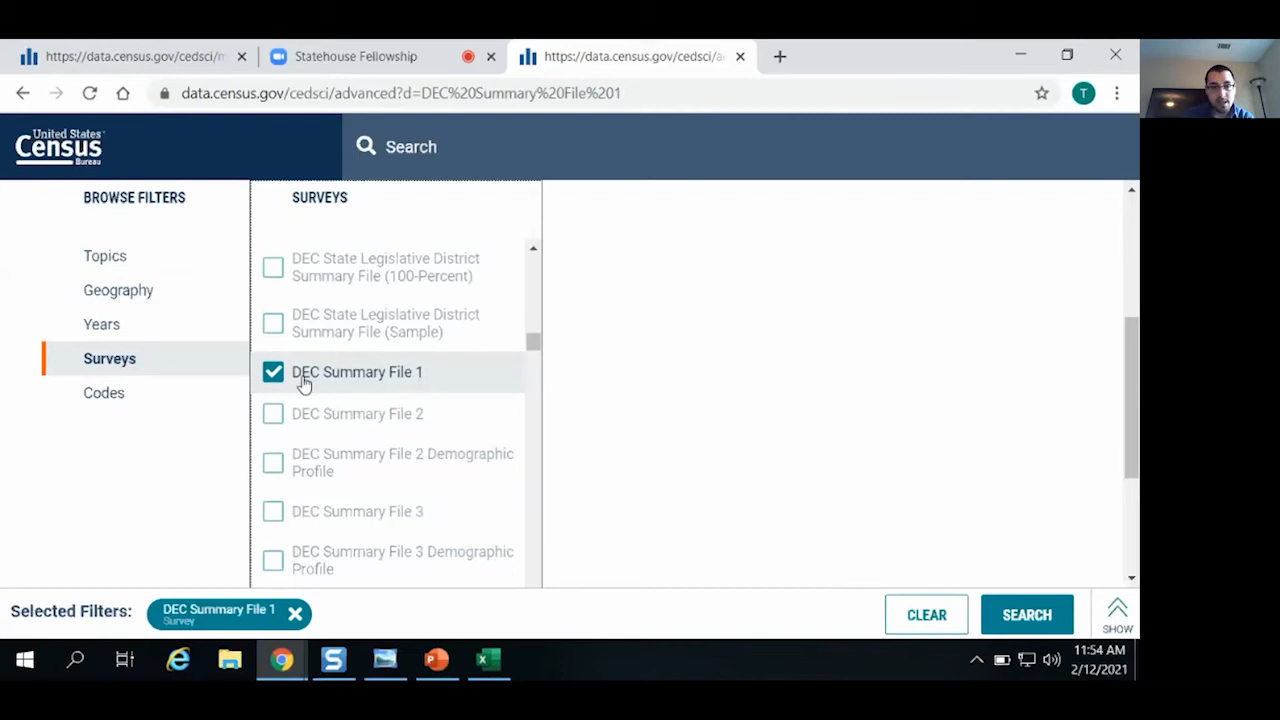 https://data.census.gov/cedsci/m
Statehouse Fellowship
https://data.census.gov/cedsci/a
data.census.gov/cedsci/advanced?d=DEC%20Summary%20File%201
T
United States
Census
Bureau
Search
BROWSE FILTERS
Topics
Geography
Years
Surveys
Codes
SURVEYS
DEC State Legislative District
Summary File (100-Percent)
DEC State Legislative District
Summary File (Sample)
DEC Summary File 1
DEC Summary File 2
DEC Summary File 2 Demographic
Profile
DEC Summary File 3
DEC Summary File 3 Demographic
Profile
Selected Filters:
DEC Summary File 1
Survey
CLEAR
SEARCH
SHOW
11:54 AM
2/12/2021